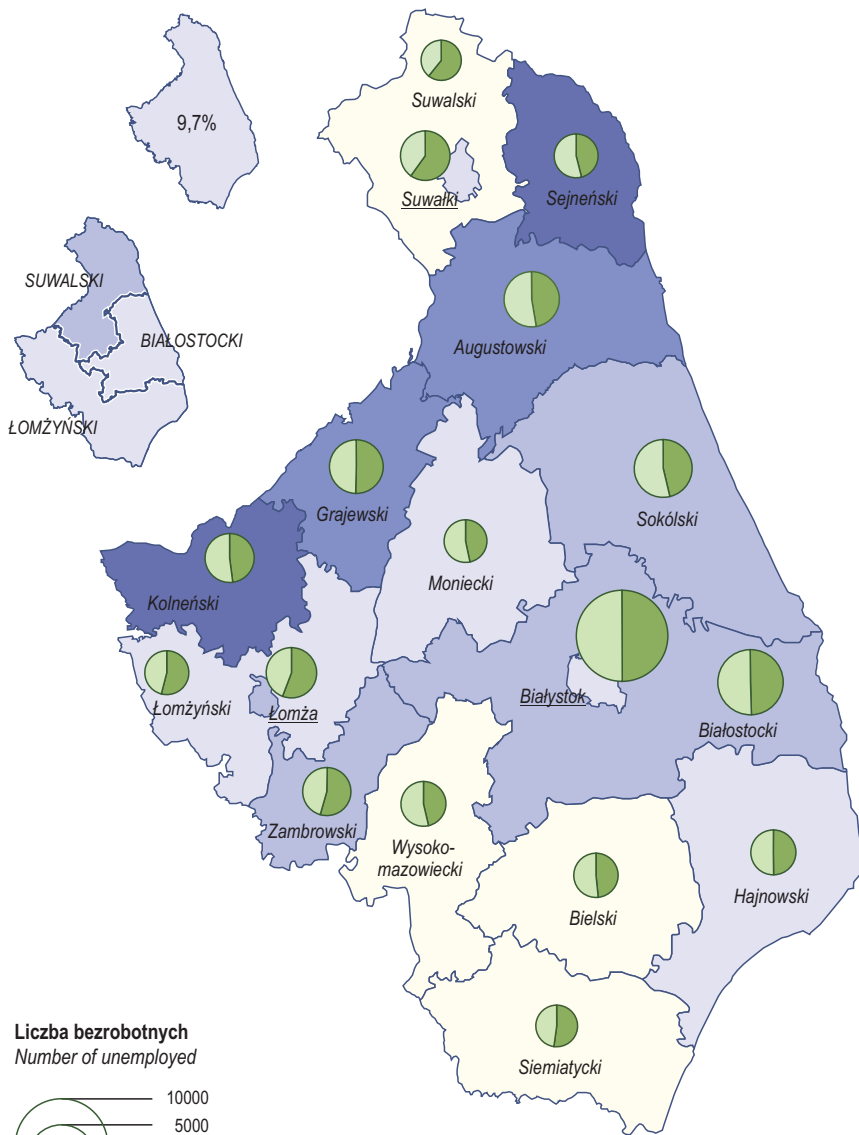 9,7%
SUWALSKI
BIAŁOSTOCKI
ŁOMŻYŃSKI
Suwalski
Suwałki
Sejneński
Augustowski
Grajewski
Sokólski
Moniecki
Kolneński
Łomżyński
Łomża
Białystok
Białostocki
Zambrowski
Wysoko-
mazowiecki
Bielski
Hajnowski
Siemiatycki
Liczba bezrobotnych
Number of unemployed
10000
5000